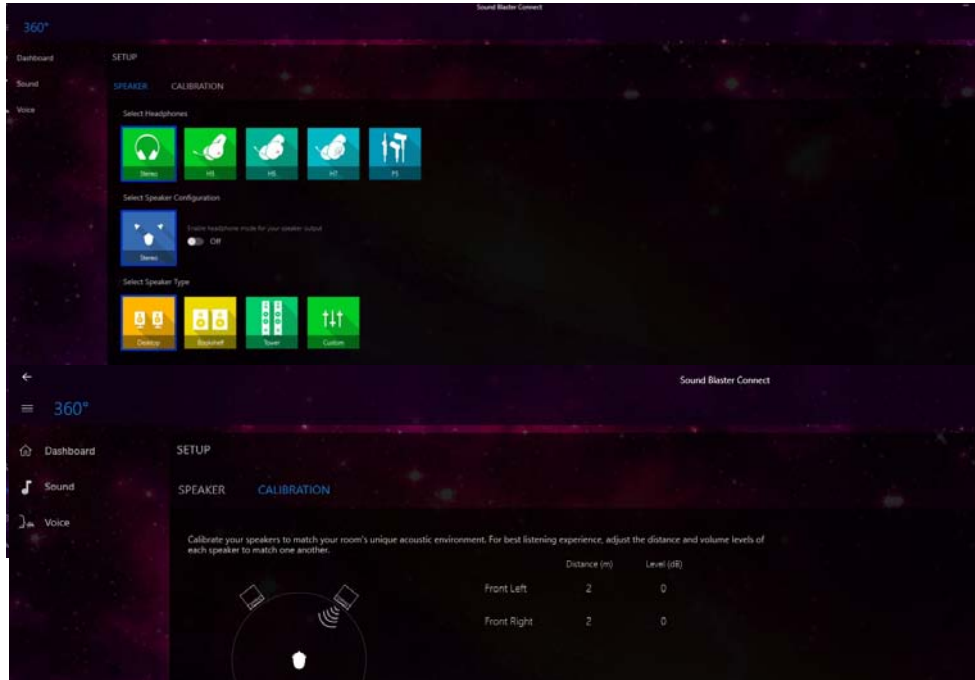 Sound Blaster Connect
360°
Dashboard
SETUP
Sound
SPEAKER CALIBRATION
Voice
Select Headphones
Stereo H3 H5 H7 P5
Select Speaker Configuration
Enable headphone mode for your speaker output
Off
Stereo
Select Speaker Type
Desktop Bookshelf Tower Custom
Sound Blaster Connect
360°
Dashboard
SETUP
Sound
SPEAKER CALIBRATION
Voice
Calibrate your speakers to match your room's unique acoustic environment. For best listening experience, adjust the distance and volume levels of
each speaker to match one another.
Distance (m) Level (dB)
Front Left 2 0
Front Right 2 0